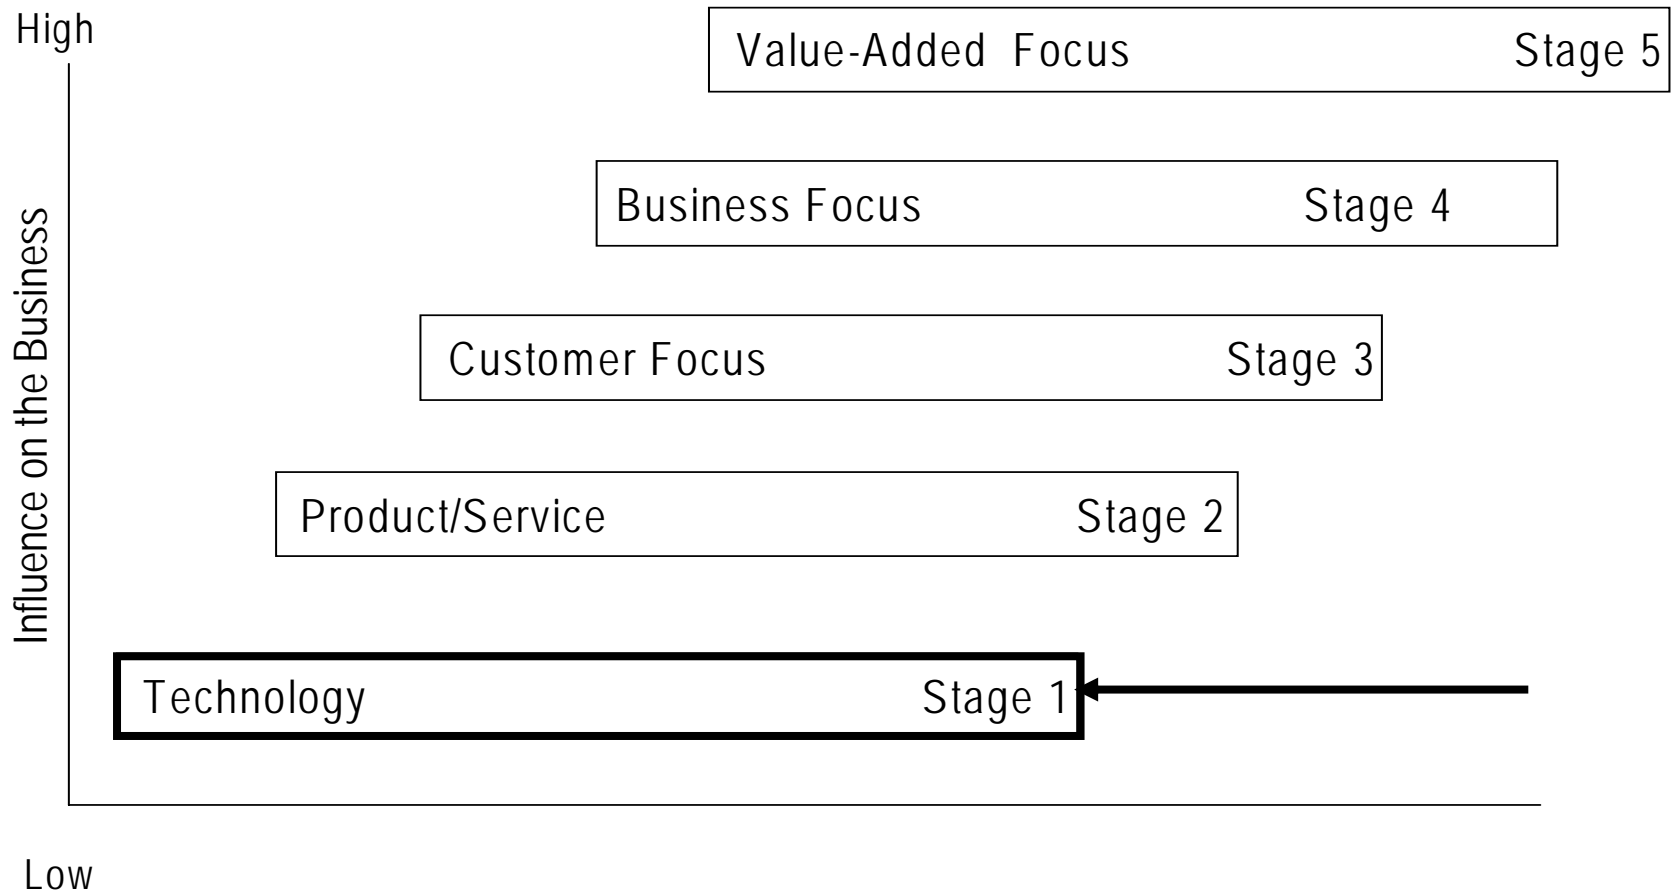 High
Value-Added Focus Stage 5
Business Focus Stage 4
Customer Focus Stage 3
Influence on the Business
Product/Service Stage 2
Technology Stage 1
Low